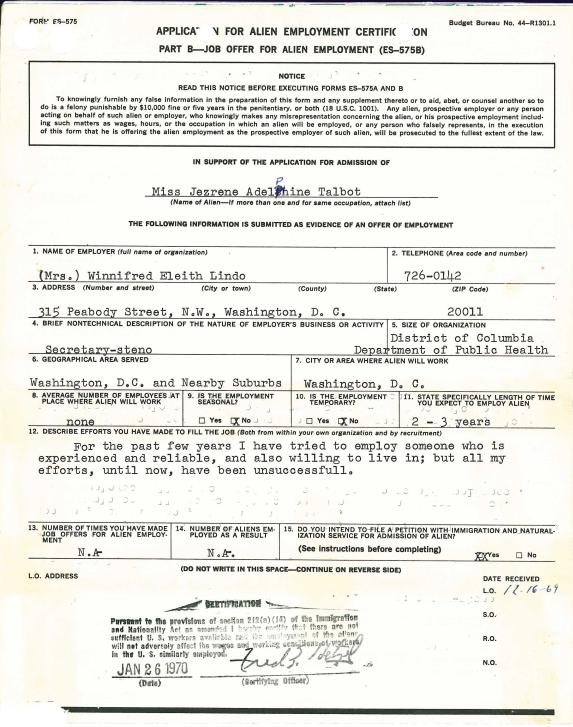 FORM ES-575
Budget Bureau No. 44-R1301.1
APPLICA N FOR ALIEN EMPLOYMENT CERTIFIC ON
PART B—JOB OFFER FOR ALIEN EMPLOYMENT (ES-575B)
NOTICE
READ THIS NOTICE BEFORE EXECUTING FORMS ES-575A AND B
To knowingly furnish any false information in the preparation of this form and any supplement thereto or to aid, abet, or counsel another so to
do is a felony punishable by $10,000 fine or five years in the penitentiary, or both (18 U.S.C. 1001). Any alien, prospective employer or any person
acting on behalf of such alien or employer, who knowingly makes any misrepresentation concerning the alien, or his prospective employment includ-
ing such matters as wages, hours, or the occupation in which an alien will be employed, or any person who falsely represents, in the execution
of this form that he is offering the alien employment as the prospective employer of such alien, will be prosecuted to the fullest extent of the law.
IN SUPPORT OF THE APPLICATION FOR ADMISSION OF
Miss Jezrene Adelphine Talbot
(Name of Alien—If more than one and for same occupation, attach list)
THE FOLLOWING INFORMATION IS SUBMITTED AS EVIDENCE OF AN OFFER OF EMPLOYMENT
1. NAME OF EMPLOYER (full name of organization)
(Mrs.) Winnifred Eleith Lindo
2. TELEPHONE (Area code and number)
726-0142
3. ADDRESS (Number and street) (City or town) (County) (State) (ZIP Code)
315 Peabody Street, N.W., Washington, D. C. 20011
4. BRIEF NONTECHNICAL DESCRIPTION OF THE NATURE OF EMPLOYER'S BUSINESS OR ACTIVITY
Secretary-steno
5. SIZE OF ORGANIZATION
District of Columbia
Department of Public Health
6. GEOGRAPHICAL AREA SERVED
Washington, D.C. and Nearby Suburbs
7. CITY OR AREA WHERE ALIEN WILL WORK
Washington, D. C.
8. AVERAGE NUMBER OF EMPLOYEES AT
PLACE WHERE ALIEN WILL WORK
none
9. IS THE EMPLOYMENT
SEASONAL?
Yes X No
10. IS THE EMPLOYMENT
TEMPORARY?
Yes X No
11. STATE SPECIFICALLY LENGTH OF TIME
YOU EXPECT TO EMPLOY ALIEN
2 - 3 years
12. DESCRIBE EFFORTS YOU HAVE MADE TO FILL THE JOB (Both from within your own organization and by recruitment)
For the past few years I have tried to employ someone who is
experienced and reliable, and also willing to live in; but all my
efforts, until now, have been unsuccessfull.
13. NUMBER OF TIMES YOU HAVE MADE
JOB OFFERS FOR ALIEN EMPLOY-
MENT
N.A.
14. NUMBER OF ALIENS EM-
PLOYED AS A RESULT
N.A.
15. DO YOU INTEND TO FILE A PETITION WITH IMMIGRATION AND NATURAL-
IZATION SERVICE FOR ADMISSION OF ALIEN?
(See instructions before completing)
XX Yes No
(DO NOT WRITE IN THIS SPACE—CONTINUE ON REVERSE SIDE)
L.O. ADDRESS
DATE RECEIVED
L.O. 12-16-69
S.O.
R.O.
N.O.
CERTIFICATION
Pursuant to the provisions of section 212(a)(14) of the Immigration
and Nationality Act as amended I hereby certify that there are not
sufficient U. S. workers available and the employment of the alien
will not adversely affect the wages and working conditions of workers
in the U. S. similarly employed.
JAN 26 1970
(Date)
(Certifying Officer)